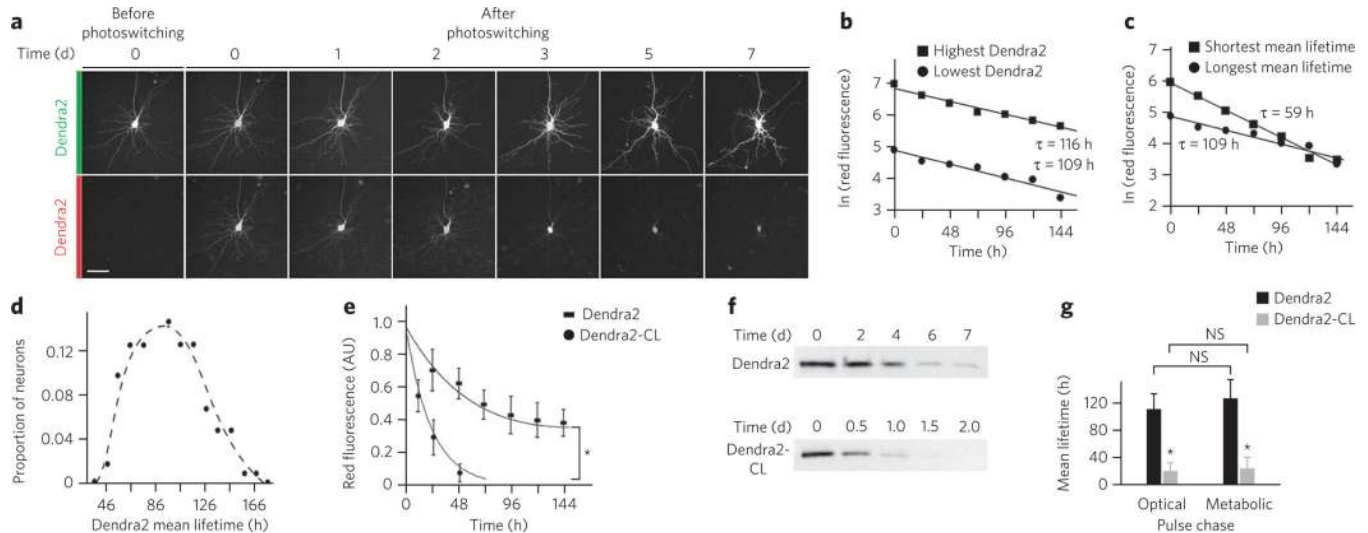 a
Before photoswitching
After photoswitching
Time (d) 0 0 1 2 3 5 7
Dendra2
Dendra2
b
Highest Dendra2
Lowest Dendra2
ln (red fluorescence)
7
6
5
4
3
τ = 116 h
τ = 109 h
0 48 96 144
Time (h)
c
Shortest mean lifetime
Longest mean lifetime
ln (red fluorescence)
7
6
5
4
3
2
τ = 59 h
τ = 109 h
0 48 96 144
Time (h)
d
Proportion of neurons
0.12
0.08
0.04
0
46 86 126 166
Dendra2 mean lifetime (h)
e
Dendra2
Dendra2-CL
Red fluorescence (AU)
1.0
0.8
0.6
0.4
0.2
0
*
0 24 48 72 96 120 144
Time (h)
f
Time (d) 0 2 4 6 7
Dendra2
Time (d) 0 0.5 1.0 1.5 2.0
Dendra2-CL
g
Dendra2
Dendra2-CL
NS
NS
Mean lifetime (h)
120
80
40
0
*
*
Optical Metabolic
Pulse chase